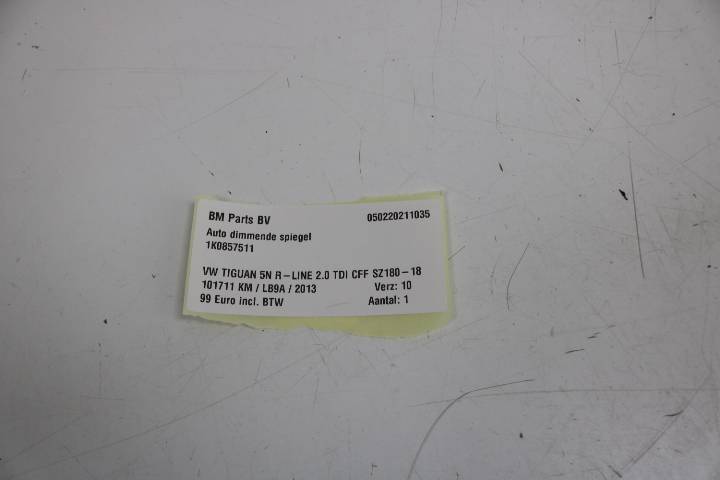 BM Parts BV 050220211035
Auto dimmende spiegel
1K0857511
VW TIGUAN 5N R-LINE 2.0 TDI CFF SZ180-18
101711 KM / LB9A / 2013 Verz: 10
99 Euro incl. BTW Aantal: 1